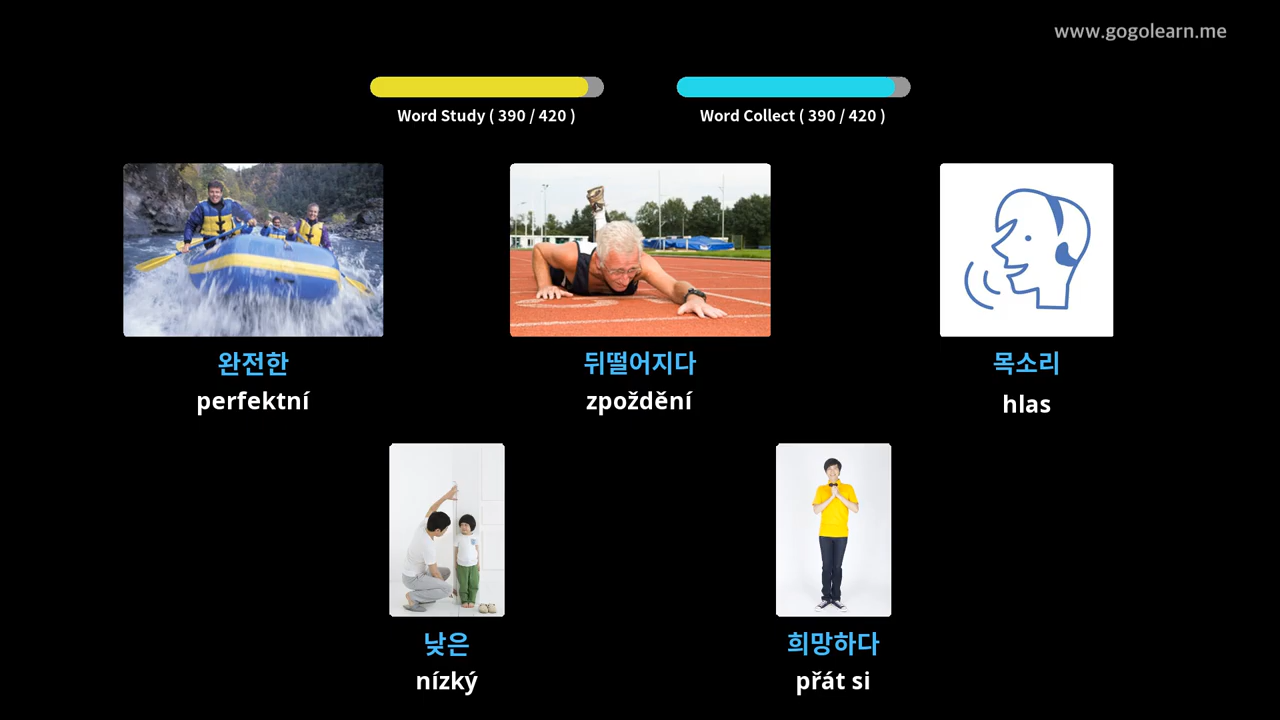 www.gogolearn.me
Word Study ( 390 / 420 )
Word Collect ( 390 / 420 )
완전한
perfektní
뒤떨어지다
zpoždění
목소리
hlas
낮은
nízký
희망하다
přát si